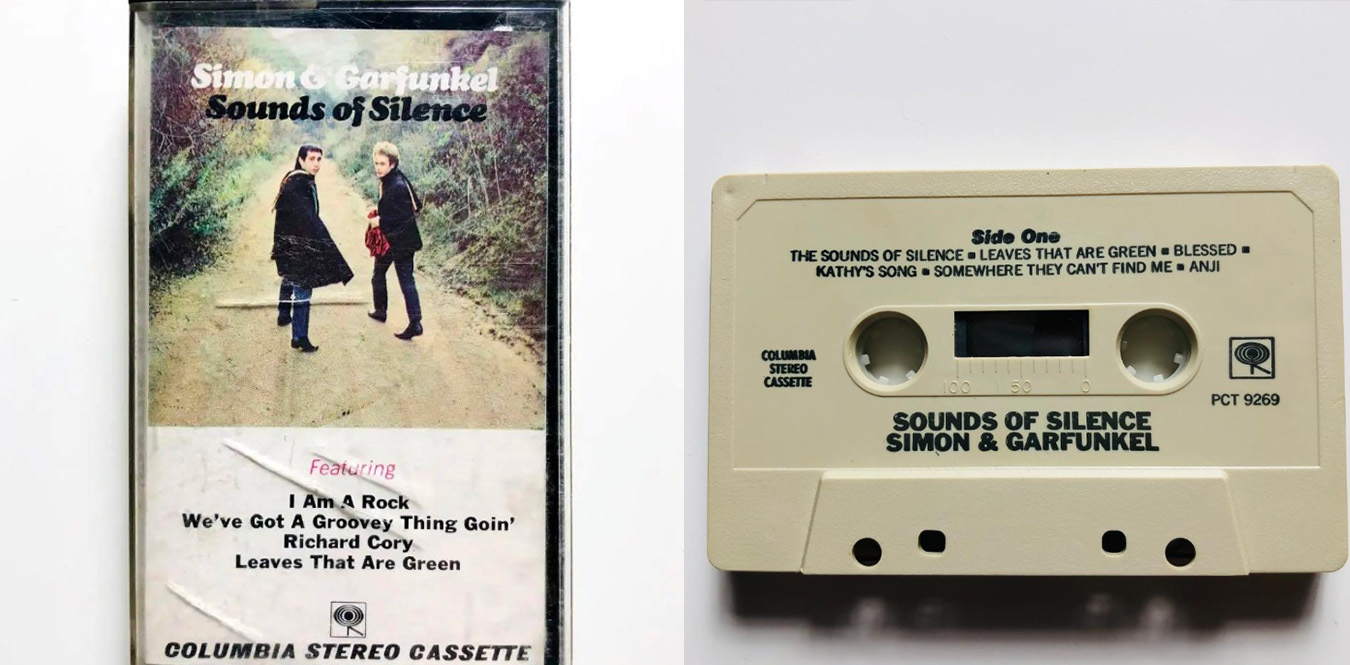 Simon & Garfunkel
Sounds of Silence
Featuring
I Am A Rock
We've Got A Groovey Thing Goin'
Richard Cory
Leaves That Are Green
COLUMBIA STEREO CASSETTE
Side One
THE SOUNDS OF SILENCE ▪ LEAVES THAT ARE GREEN ▪ BLESSED ▪
KATHY'S SONG ▪ SOMEWHERE THEY CAN'T FIND ME ▪ ANJI
COLUMBIA
STEREO
CASSETTE
100 50 0
PCT 9269
SOUNDS OF SILENCE
SIMON & GARFUNKEL